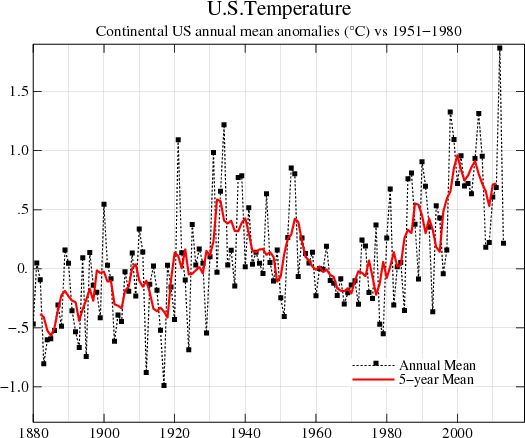 U.S.Temperature
Continental US annual mean anomalies (°C) vs 1951−1980
1.5
1.0
.5
0.
−.5
−1.0
Annual Mean
5-year Mean
1880 1900 1920 1940 1960 1980 2000